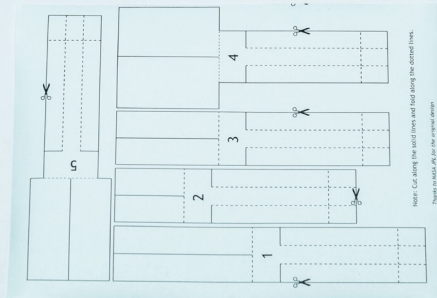 5
4
3
2
1
Note: Cut along the solid lines and fold along the dotted lines.
Thanks to NASA JPL for the original design